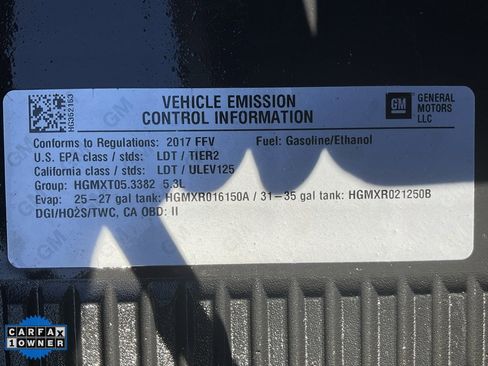 HG352163
VEHICLE EMISSION
CONTROL INFORMATION
GM
GENERAL
MOTORS
LLC
Conforms to Regulations: 2017 FFV Fuel: Gasoline/Ethanol
U.S. EPA class / stds: LDT / TIER2
California class / stds: LDT / ULEV125
Group: HGMXT05.3382 5.3L
Evap: 25-27 gal tank: HGMXR016150A / 31-35 gal tank: HGMXR021250B
DGI/HO2S/TWC, CA OBD: II
CARFAX
1 OWNER